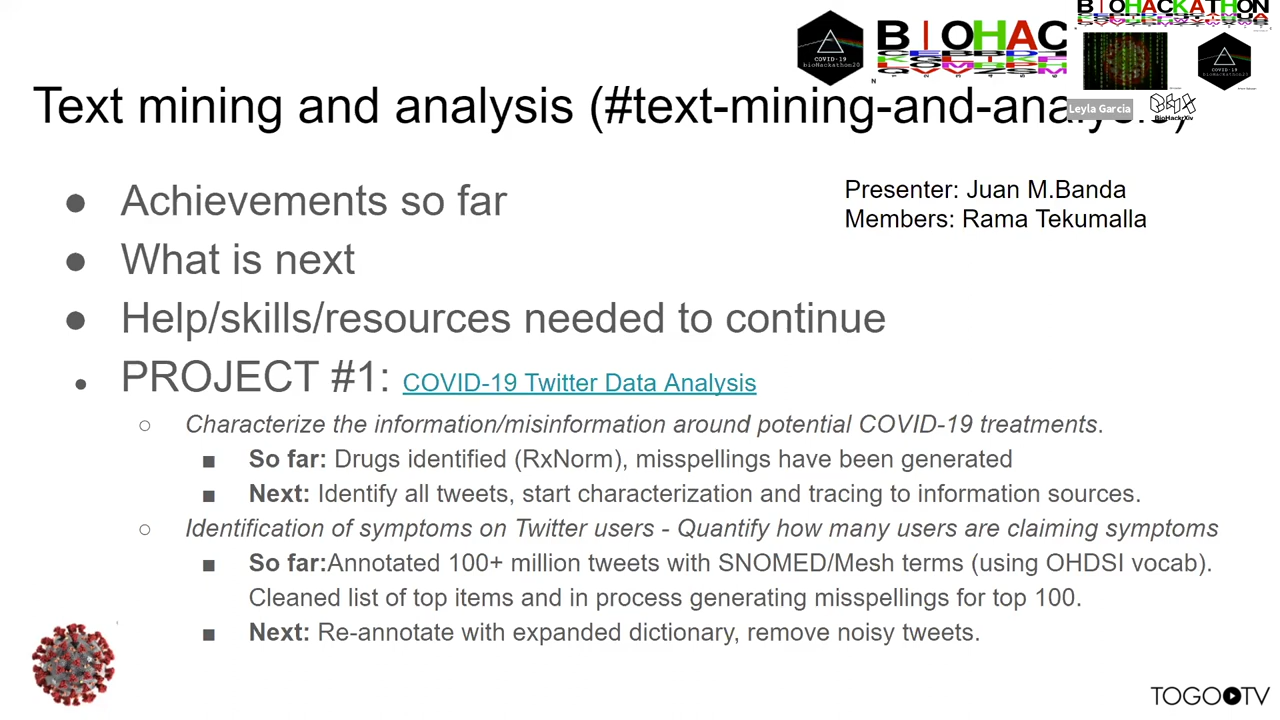 BIOHACKATHON
BIOHAC
COVID-19
bioHackathon20
COVID-19
bioHackathon20
Text mining and analysis (#text-mining-and-analysis)
Leyla Garcia
BioHackrXiv
Presenter: Juan M.Banda
Members: Rama Tekumalla
● Achievements so far
● What is next
● Help/skills/resources needed to continue
● PROJECT #1: COVID-19 Twitter Data Analysis
○ Characterize the information/misinformation around potential COVID-19 treatments.
■ So far: Drugs identified (RxNorm), misspellings have been generated
■ Next: Identify all tweets, start characterization and tracing to information sources.
○ Identification of symptoms on Twitter users - Quantify how many users are claiming symptoms
■ So far:Annotated 100+ million tweets with SNOMED/Mesh terms (using OHDSI vocab).
Cleaned list of top items and in process generating misspellings for top 100.
■ Next: Re-annotate with expanded dictionary, remove noisy tweets.
TOGOTV